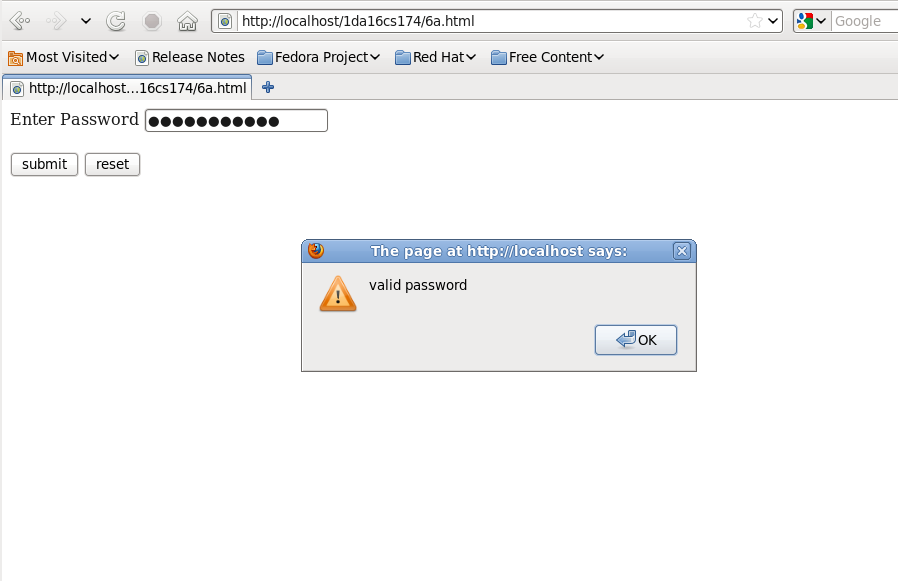 http://localhost/1da16cs174/6a.html Google
Most Visited Release Notes Fedora Project Red Hat Free Content
http://localhost...16cs174/6a.html
Enter Password ●●●●●●●●●●●
submit reset
The page at http://localhost says:
valid password
OK